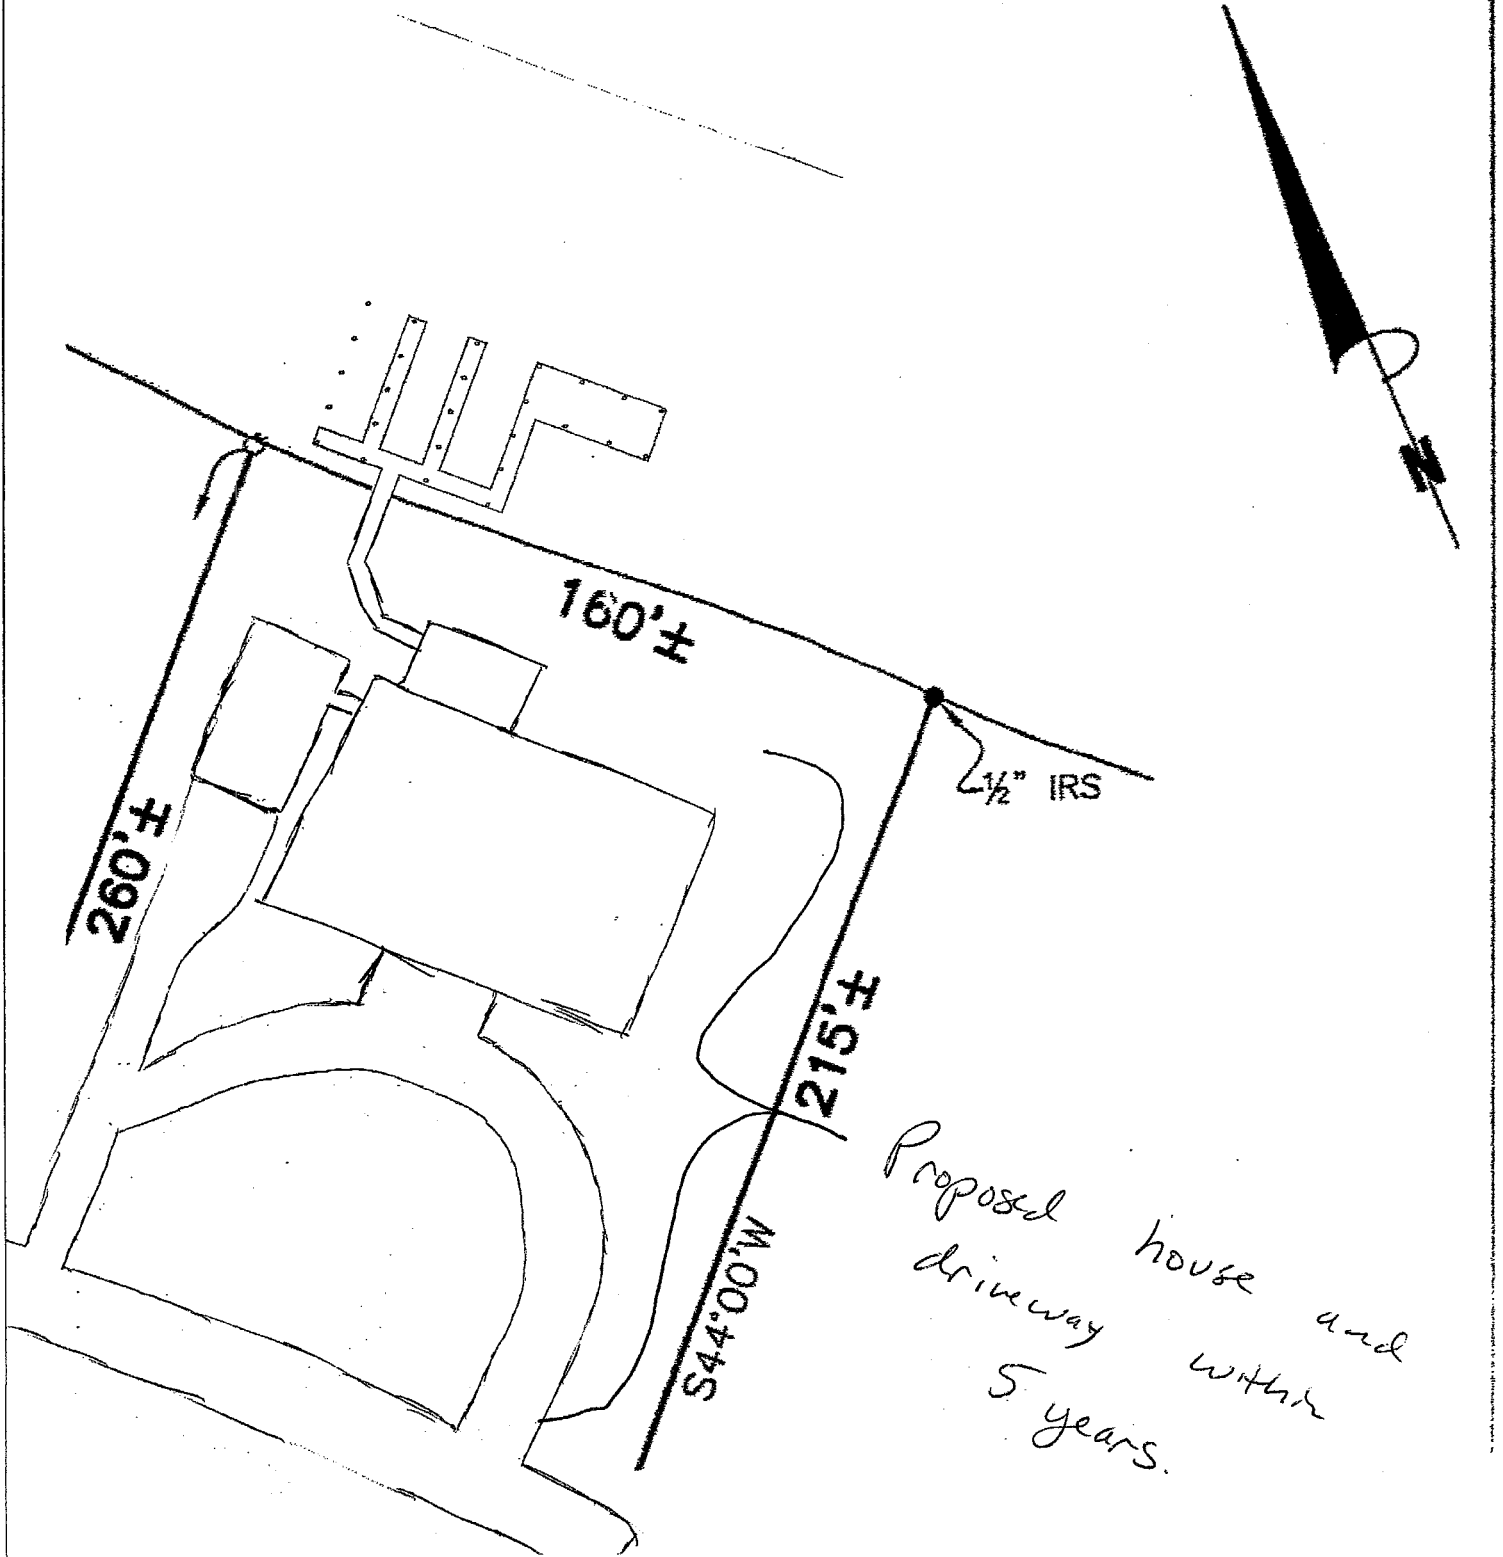 N
160'±
½" IRS
260'±
215'±
S44°00'W
Proposed house and
driveway within
5 years.